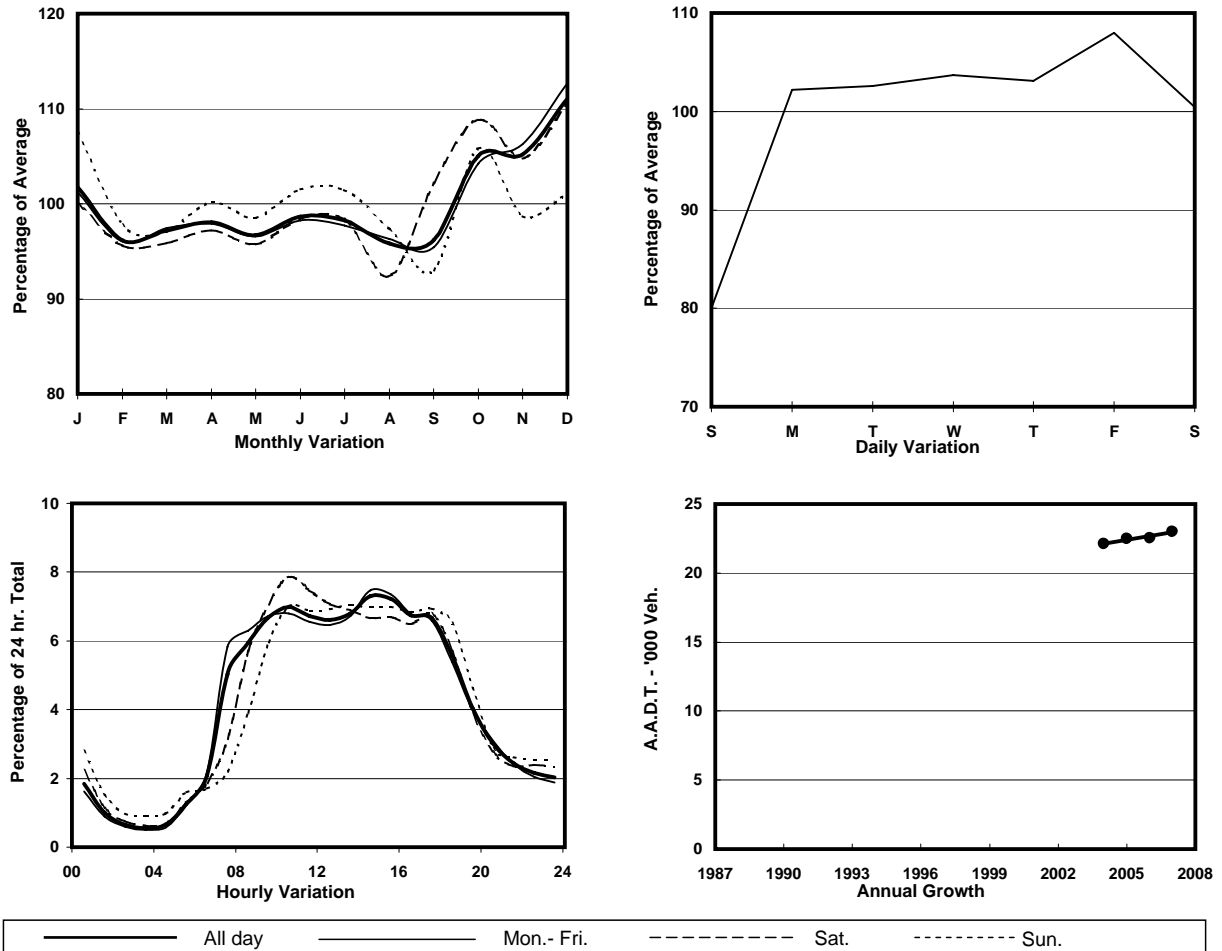 120
110
100
90
80
Percentage of Average
J F M A M J J A S O N D
Monthly Variation
110
100
90
80
70
Percentage of Average
S M T W T F S
Daily Variation
10
8
6
4
2
0
Percentage of 24 hr. Total
00 04 08 12 16 20 24
Hourly Variation
25
20
15
10
5
0
A.A.D.T. - '000 Veh.
1987 1990 1993 1996 1999 2002 2005 2008
Annual Growth
All day Mon.- Fri. Sat. Sun.